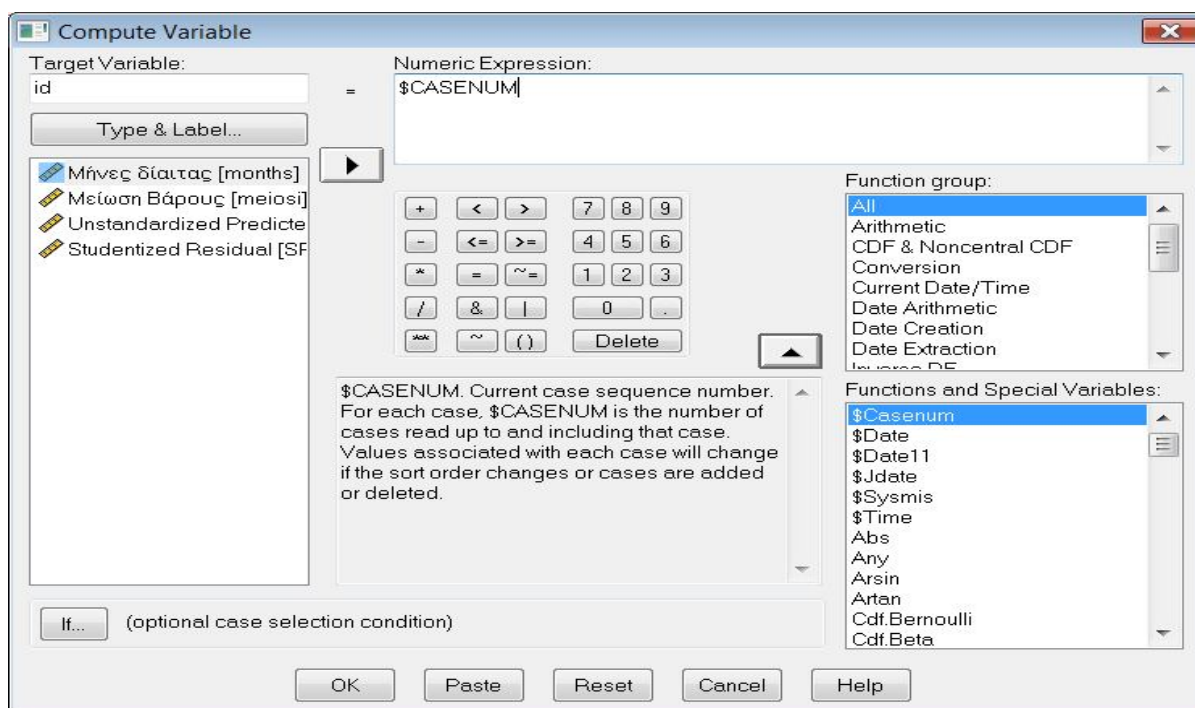 Compute Variable
Target Variable:
id
=
Numeric Expression:
$CASENUM
Type & Label...
Μήνες δίαιτας [months]
Μείωση Βάρους [meiosi]
Unstandardized Predicte
Studentized Residual [SR
+ < > 7 8 9
- <= >= 4 5 6
* = ~= 1 2 3
/ & | 0 .
** ~ ( ) Delete
Function group:
All
Arithmetic
CDF & Noncentral CDF
Conversion
Current Date/Time
Date Arithmetic
Date Creation
Date Extraction
Inverse DF
$CASENUM. Current case sequence number.
For each case, $CASENUM is the number of
cases read up to and including that case.
Values associated with each case will change
if the sort order changes or cases are added
or deleted.
Functions and Special Variables:
$Casenum
$Date
$Date11
$Jdate
$Sysmis
$Time
Abs
Any
Arsin
Artan
Cdf.Bernoulli
Cdf.Beta
If...
(optional case selection condition)
OK
Paste
Reset
Cancel
Help